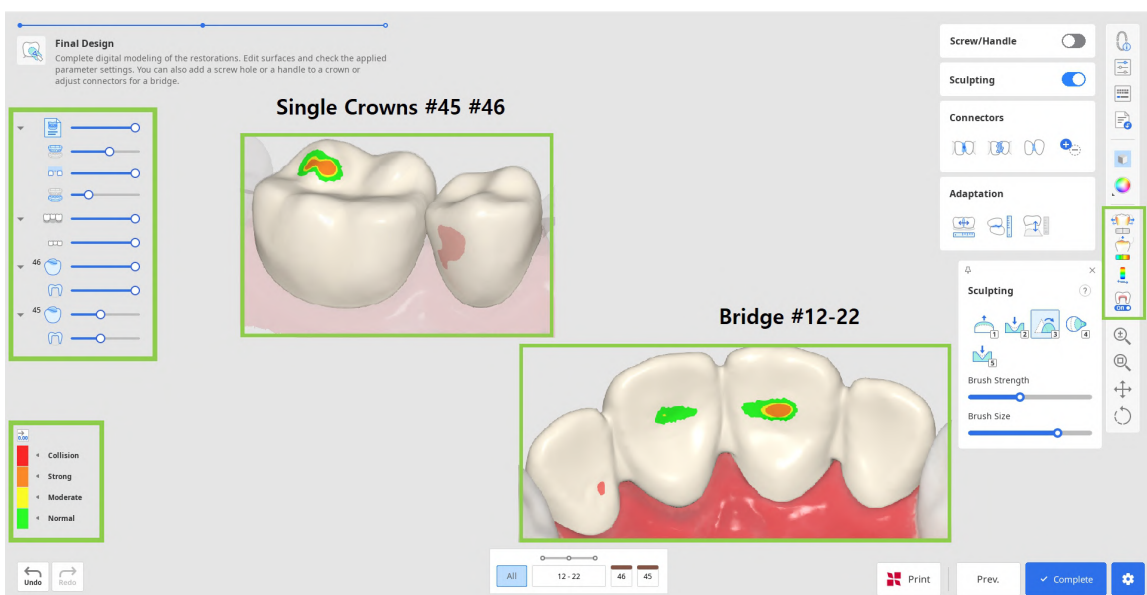 Final Design
Complete digital modeling of the restorations. Edit surfaces and check the applied
parameter settings. You can also add a screw hole or a handle to a crown or
adjust connectors for a bridge.
Single Crowns #45 #46
46
45
Bridge #12-22
0.00
Collision
Strong
Moderate
Normal
Screw/Handle
Sculpting
Connectors
Adaptation
Sculpting
?
1
2
3
4
5
Brush Strength
Brush Size
Undo
Redo
All
12 - 22
46
45
Print
Prev.
Complete